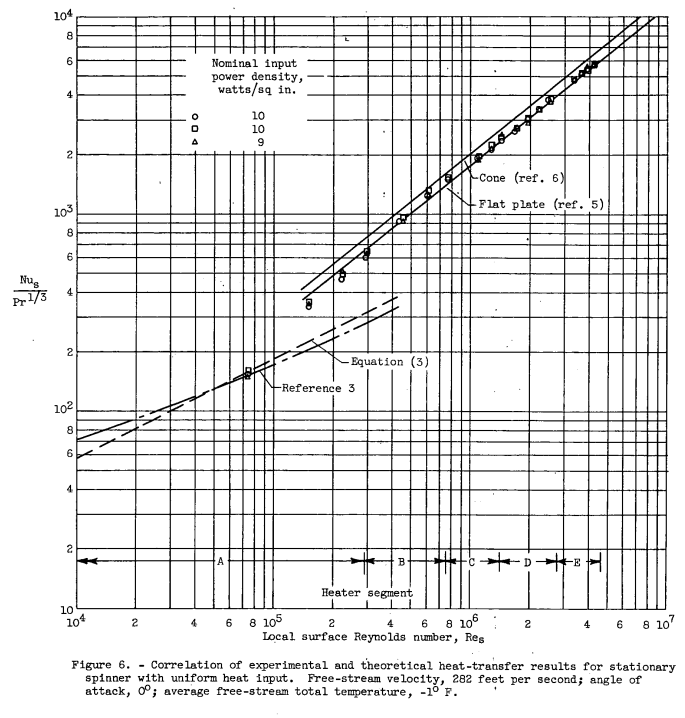 10^4
8
6
4
2
10^3
8
6
4
2
10^2
8
6
4
2
10
Nu_s
Pr^1/3
Nominal input
power density,
watts/sq in.
○ 10
□ 10
△ 9
Cone (ref. 6)
Flat plate (ref. 5)
Equation (3)
Reference 3
A B C D E
Heater segment
10^4 2 4 6 8 10^5 2 4 6 8 10^6 2 4 6 8 10^7
Local surface Reynolds number, Re_s
Figure 6. - Correlation of experimental and theoretical heat-transfer results for stationary
spinner with uniform heat input. Free-stream velocity, 282 feet per second; angle of
attack, 0°; average free-stream total temperature, -1° F.